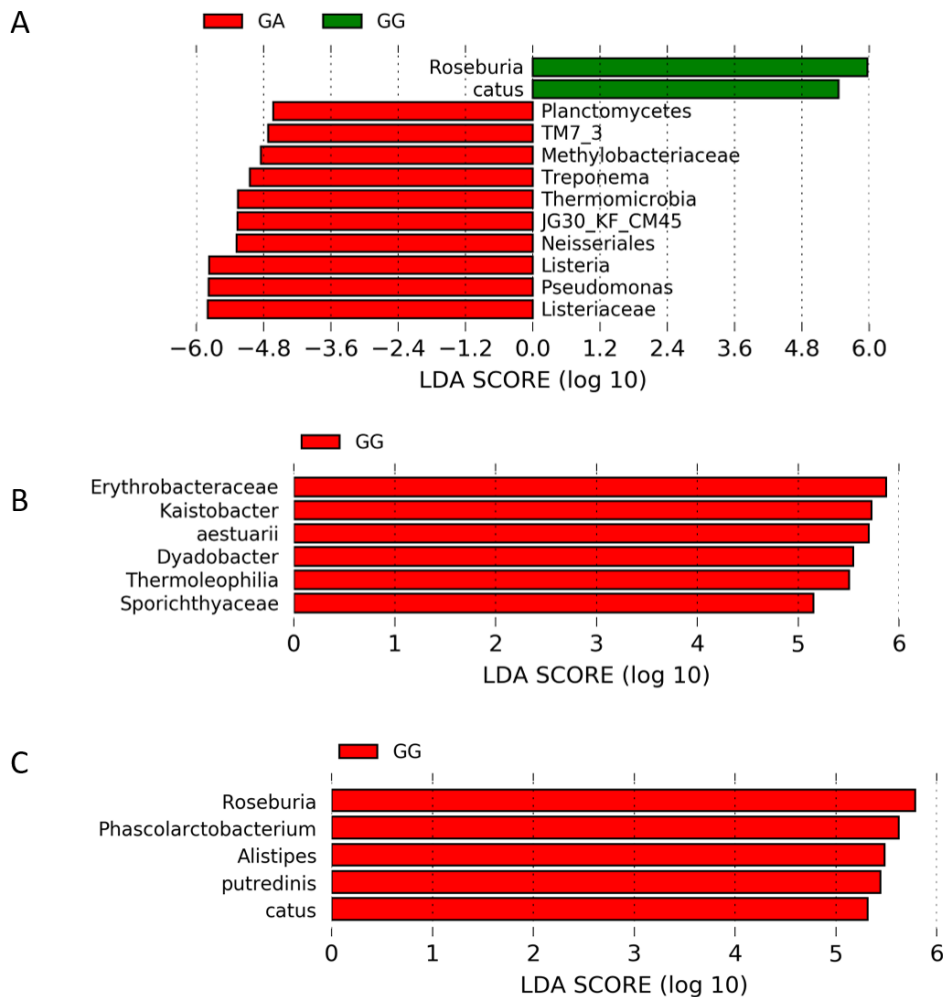 A
GA GG
Roseburia
catus
Planctomycetes
TM7_3
Methylobacteriaceae
Treponema
Thermomicrobia
JG30_KF_CM45
Neisseriales
Listeria
Pseudomonas
Listeriaceae
−6.0 −4.8 −3.6 −2.4 −1.2 0.0 1.2 2.4 3.6 4.8 6.0
LDA SCORE (log 10)
B
GG
Erythrobacteraceae
Kaistobacter
aestuarii
Dyadobacter
Thermoleophilia
Sporichthyaceae
0 1 2 3 4 5 6
LDA SCORE (log 10)
C
GG
Roseburia
Phascolarctobacterium
Alistipes
putredinis
catus
0 1 2 3 4 5 6
LDA SCORE (log 10)